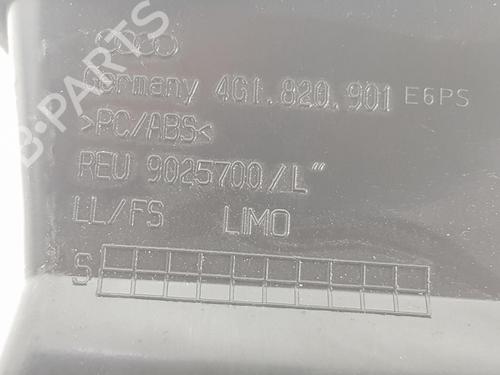 Germany 4G1.820.901 E6PS
>PC/ABS<
REU 9025700/L"
LL/FS LIMO
S
B-PARTS